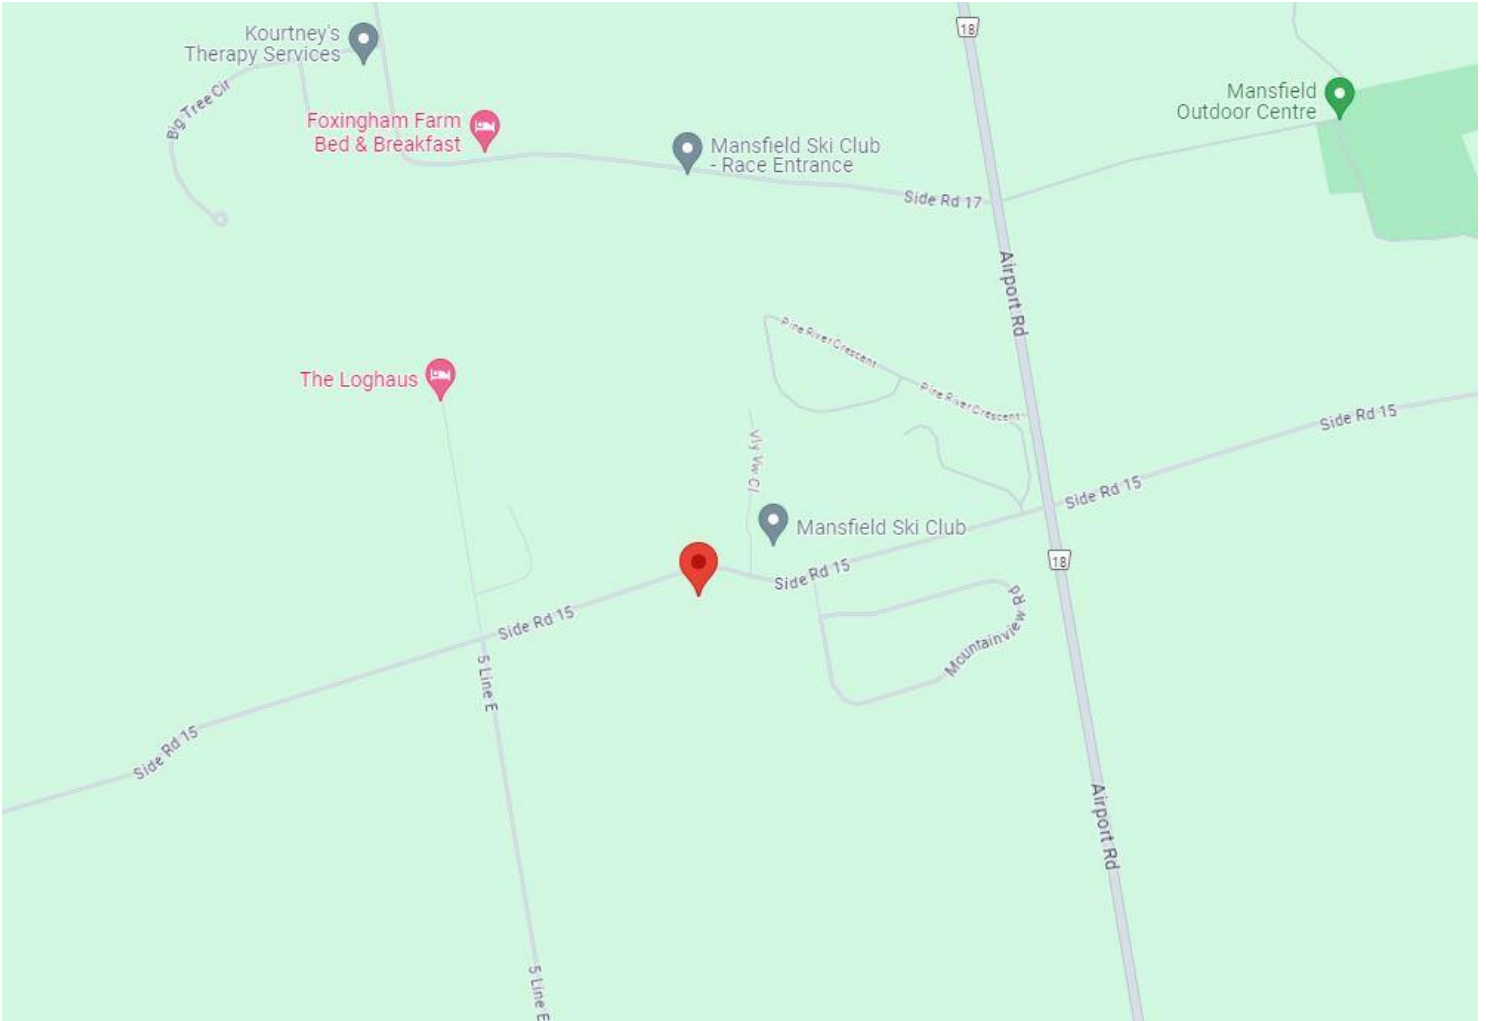 18
Kourtney's
Therapy Services
Big Tree Cir
Mansfield
Outdoor Centre
Foxingham Farm
Bed & Breakfast
Mansfield Ski Club
- Race Entrance
Side Rd 17
Airport Rd
Pine River Crescent
The Loghaus
Pine River Crescent
Side Rd 15
Vly Vw Cl
Side Rd 15
Mansfield Ski Club
18
Side Rd 15
Side Rd 15
Mountainview Rd
5 Line E
Side Rd 15
Airport Rd
5 Line E